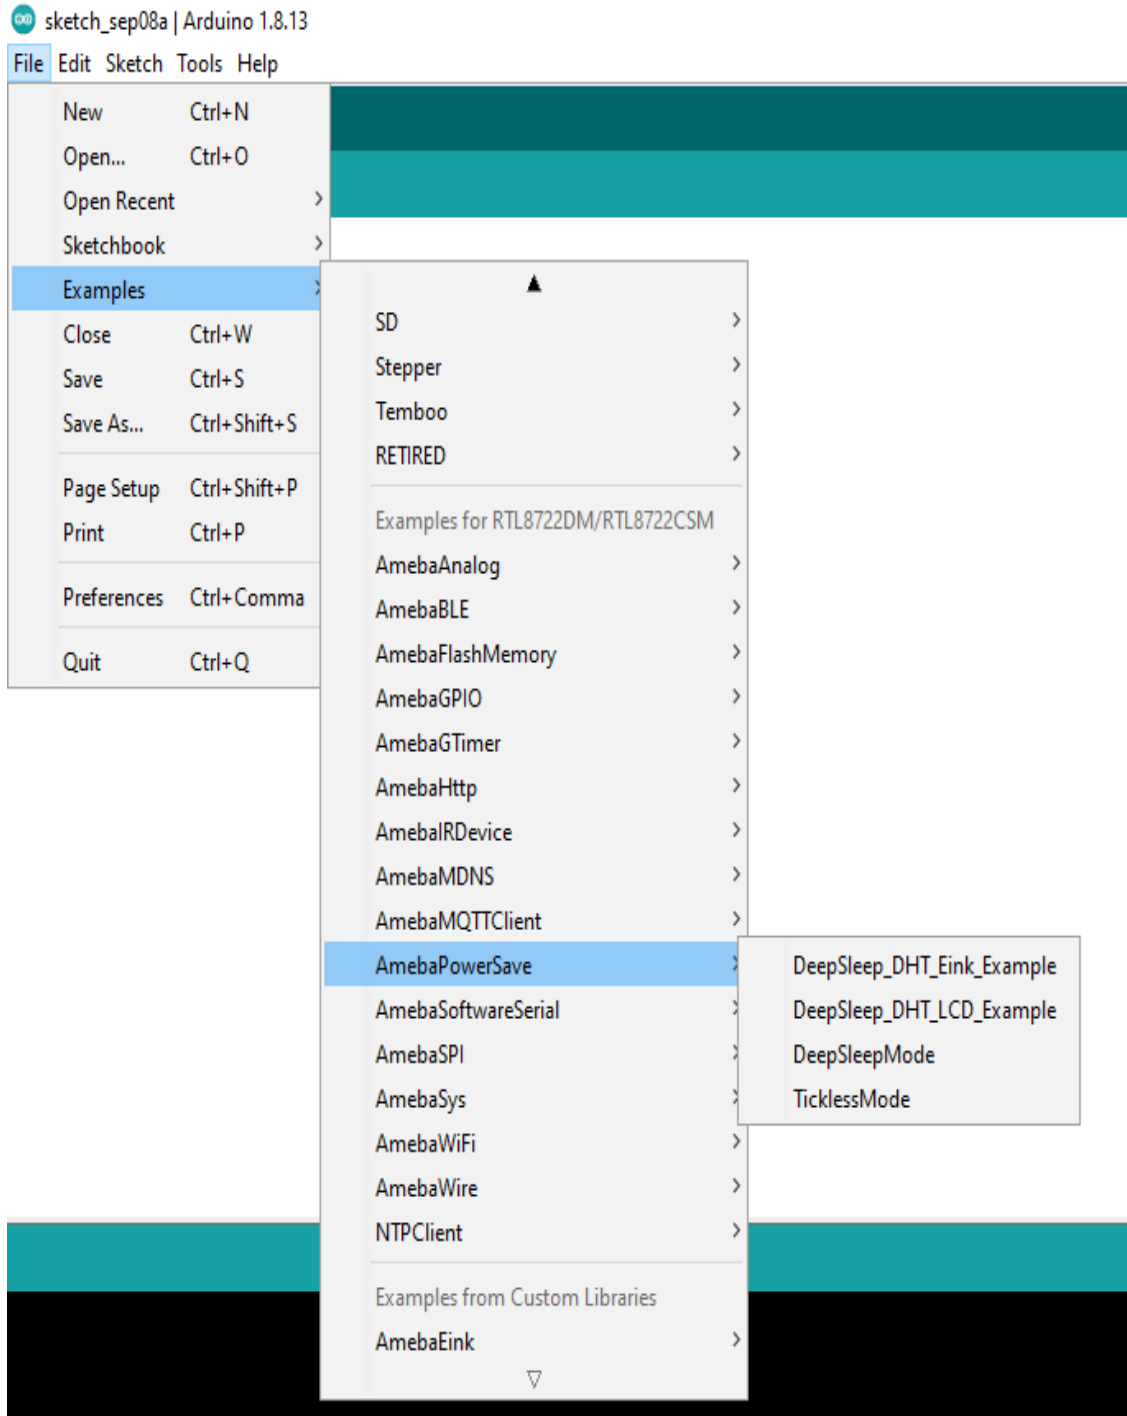 sketch_sep08a | Arduino 1.8.13
File Edit Sketch Tools Help
New Ctrl+N
Open... Ctrl+O
Open Recent
Sketchbook
Examples
Close Ctrl+W
Save Ctrl+S
Save As... Ctrl+Shift+S
Page Setup Ctrl+Shift+P
Print Ctrl+P
Preferences Ctrl+Comma
Quit Ctrl+Q
SD
Stepper
Temboo
RETIRED
Examples for RTL8722DM/RTL8722CSM
AmebaAnalog
AmebaBLE
AmebaFlashMemory
AmebaGPIO
AmebaGTimer
AmebaHttp
AmebaIRDevice
AmebaMDNS
AmebaMQTTClient
AmebaPowerSave
AmebaSoftwareSerial
AmebaSPI
AmebaSys
AmebaWiFi
AmebaWire
NTPClient
Examples from Custom Libraries
AmebaEink
DeepSleep_DHT_Eink_Example
DeepSleep_DHT_LCD_Example
DeepSleepMode
TicklessMode